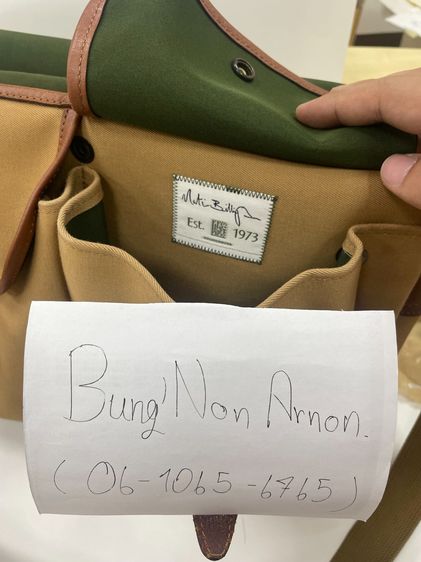 Est. 1973
Bung' Non Arnon.
(06-1065-6765)